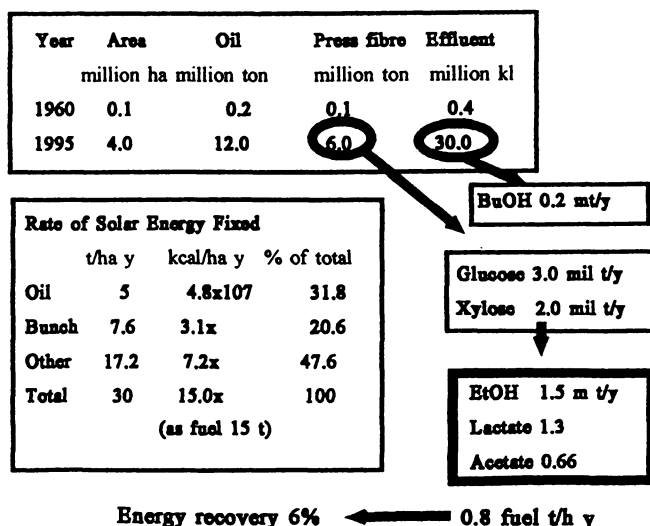 Year Area Oil Press fibre Effluent
million ha million ton million ton million kl
1960 0.1 0.2 0.1 0.4
1995 4.0 12.0 6.0 30.0
BuOH 0.2 mt/y
Rate of Solar Energy Fixed
t/ha y kcal/ha y % of total
Oil 5 4.8x107 31.8
Bunch 7.6 3.1x 20.6
Other 17.2 7.2x 47.6
Total 30 15.0x 100
(as fuel 15 t)
Glucose 3.0 mil t/y
Xylose 2.0 mil t/y
EtOH 1.5 m t/y
Lactate 1.3
Acetate 0.66
Energy recovery 6% 0.8 fuel t/h y